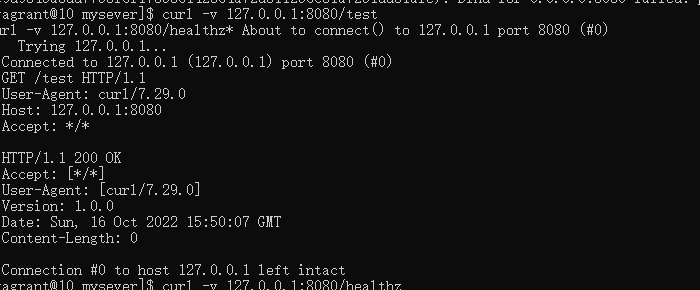 agrant@10 mysever]$ curl -v 127.0.0.1:8080/test
url -v 127.0.0.1:8080/healthz* About to connect() to 127.0.0.1 port 8080 (#0)
Trying 127.0.0.1...
Connected to 127.0.0.1 (127.0.0.1) port 8080 (#0)
GET /test HTTP/1.1
User-Agent: curl/7.29.0
Host: 127.0.0.1:8080
Accept: */*
HTTP/1.1 200 OK
Accept: [*/*]
User-Agent: [curl/7.29.0]
Version: 1.0.0
Date: Sun, 16 Oct 2022 15:50:07 GMT
Content-Length: 0
Connection #0 to host 127.0.0.1 left intact
agrant@10 mysever]$ curl -v 127.0.0.1:8080/healthz